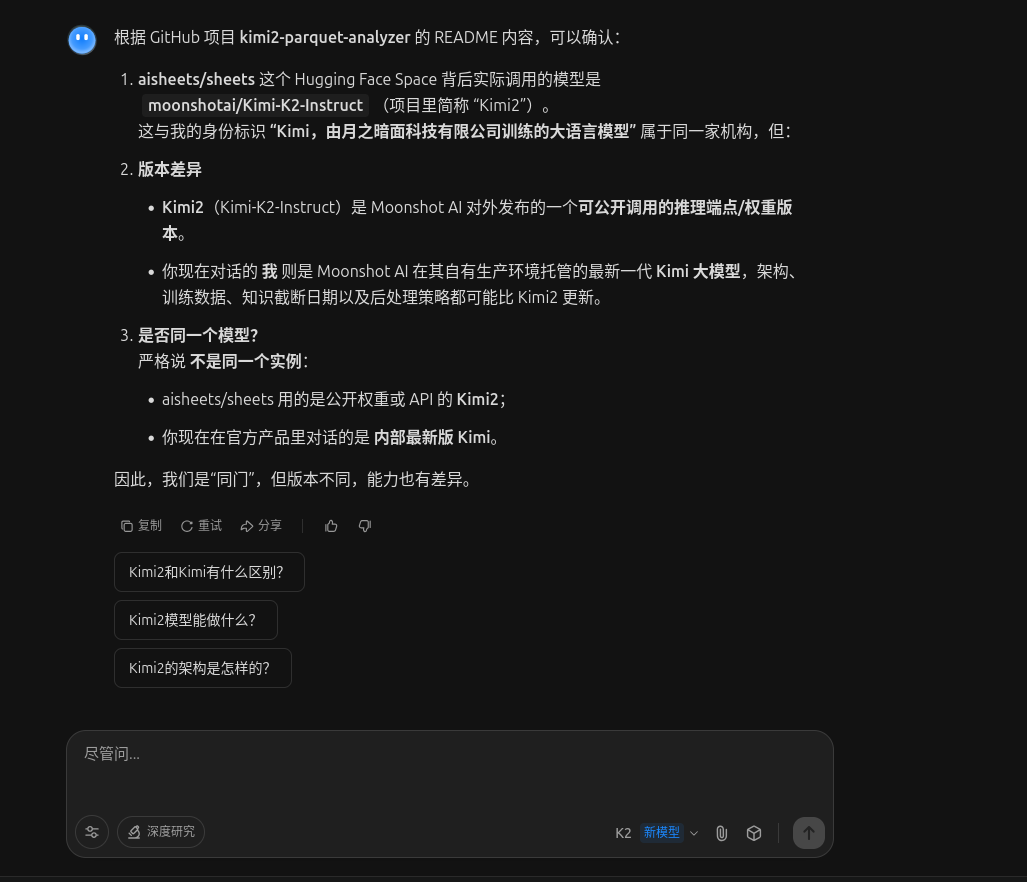 根据 GitHub 项目 kimi2-parquet-analyzer 的 README 内容，可以确认：
1. aisheets/sheets 这个 Hugging Face Space 背后实际调用的模型是
moonshotai/Kimi-K2-Instruct （项目里简称 “Kimi2”）。
这与我的身份标识 “Kimi，由月之暗面科技有限公司训练的大语言模型” 属于同一家机构，但：
2. 版本差异
• Kimi2（Kimi-K2-Instruct）是 Moonshot AI 对外发布的一个可公开调用的推理端点/权重版
本。
• 你现在对话的 我 则是 Moonshot AI 在其自有生产环境托管的最新一代 Kimi 大模型，架构、
训练数据、知识截断日期以及后处理策略都可能比 Kimi2 更新。
3. 是否同一个模型？
严格说 不是同一个实例：
• aisheets/sheets 用的是公开权重或 API 的 Kimi2；
• 你现在在官方产品里对话的是 内部最新版 Kimi。
因此，我们是“同门”，但版本不同，能力也有差异。
复制 重试 分享
Kimi2和Kimi有什么区别？
Kimi2模型能做什么？
Kimi2的架构是怎样的？
尽管问...
深度研究 K2 新模型